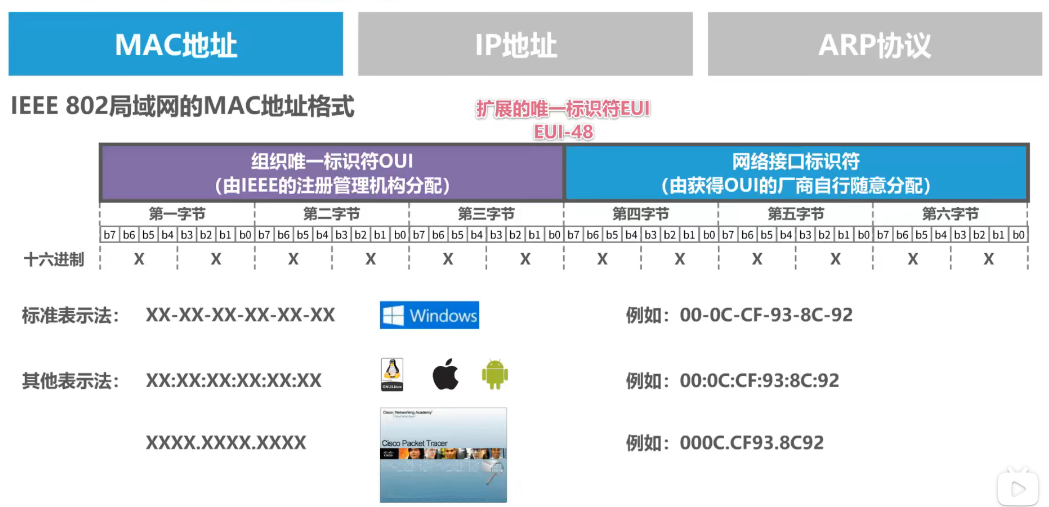 MAC地址
IP地址
ARP协议
IEEE 802局域网的MAC地址格式
扩展的唯一标识符EUI
EUI-48
组织唯一标识符OUI
（由IEEE的注册管理机构分配）
网络接口标识符
（由获得OUI的厂商自行随意分配）
第一字节 第二字节 第三字节 第四字节 第五字节 第六字节
b7 b6 b5 b4 b3 b2 b1 b0 b7 b6 b5 b4 b3 b2 b1 b0 b7 b6 b5 b4 b3 b2 b1 b0 b7 b6 b5 b4 b3 b2 b1 b0 b7 b6 b5 b4 b3 b2 b1 b0 b7 b6 b5 b4 b3 b2 b1 b0
十六进制 X X X X X X X X X X X X
标准表示法： XX-XX-XX-XX-XX-XX Windows 例如：00-0C-CF-93-8C-92
其他表示法： XX:XX:XX:XX:XX:XX 例如：00:0C:CF:93:8C:92
XXXX.XXXX.XXXX 例如：000C.CF93.8C92
Cisco Networking Academy
Cisco Packet Tracer